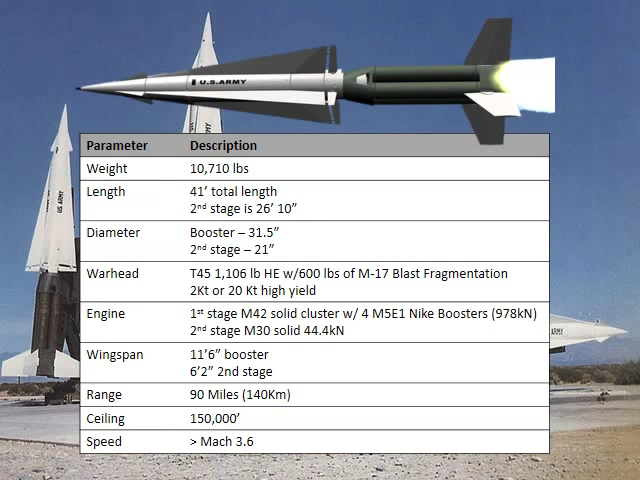 U.S.ARMY
ARMY
US ARMY
Parameter Description
Weight 10,710 lbs
Length 41’ total length
2nd stage is 26’ 10”
Diameter Booster – 31.5”
2nd stage – 21”
Warhead T45 1,106 lb HE w/600 lbs of M-17 Blast Fragmentation
2Kt or 20 Kt high yield
Engine 1st stage M42 solid cluster w/ 4 M5E1 Nike Boosters (978kN)
2nd stage M30 solid 44.4kN
Wingspan 11’6” booster
6’2” 2nd stage
ARMY
Range 90 Miles (140Km)
Ceiling 150,000’
Speed > Mach 3.6